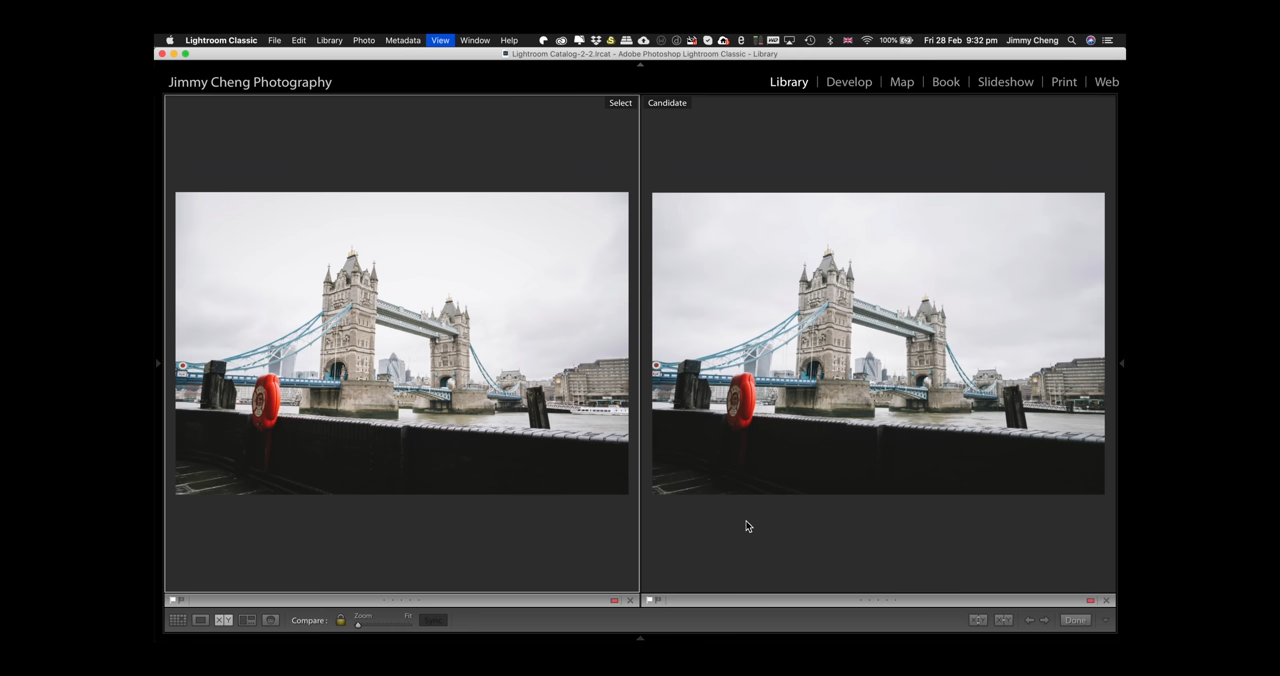 Lightroom Classic File Edit Library Photo Metadata View Window Help 100% Fri 28 Feb 9:32 pm Jimmy Cheng
Lightroom Catalog-2-2.lrcat - Adobe Photoshop Lightroom Classic - Library
Jimmy Cheng Photography
Library | Develop | Map | Book | Slideshow | Print | Web
Select
Candidate
Compare : Zoom Fit Sync Done